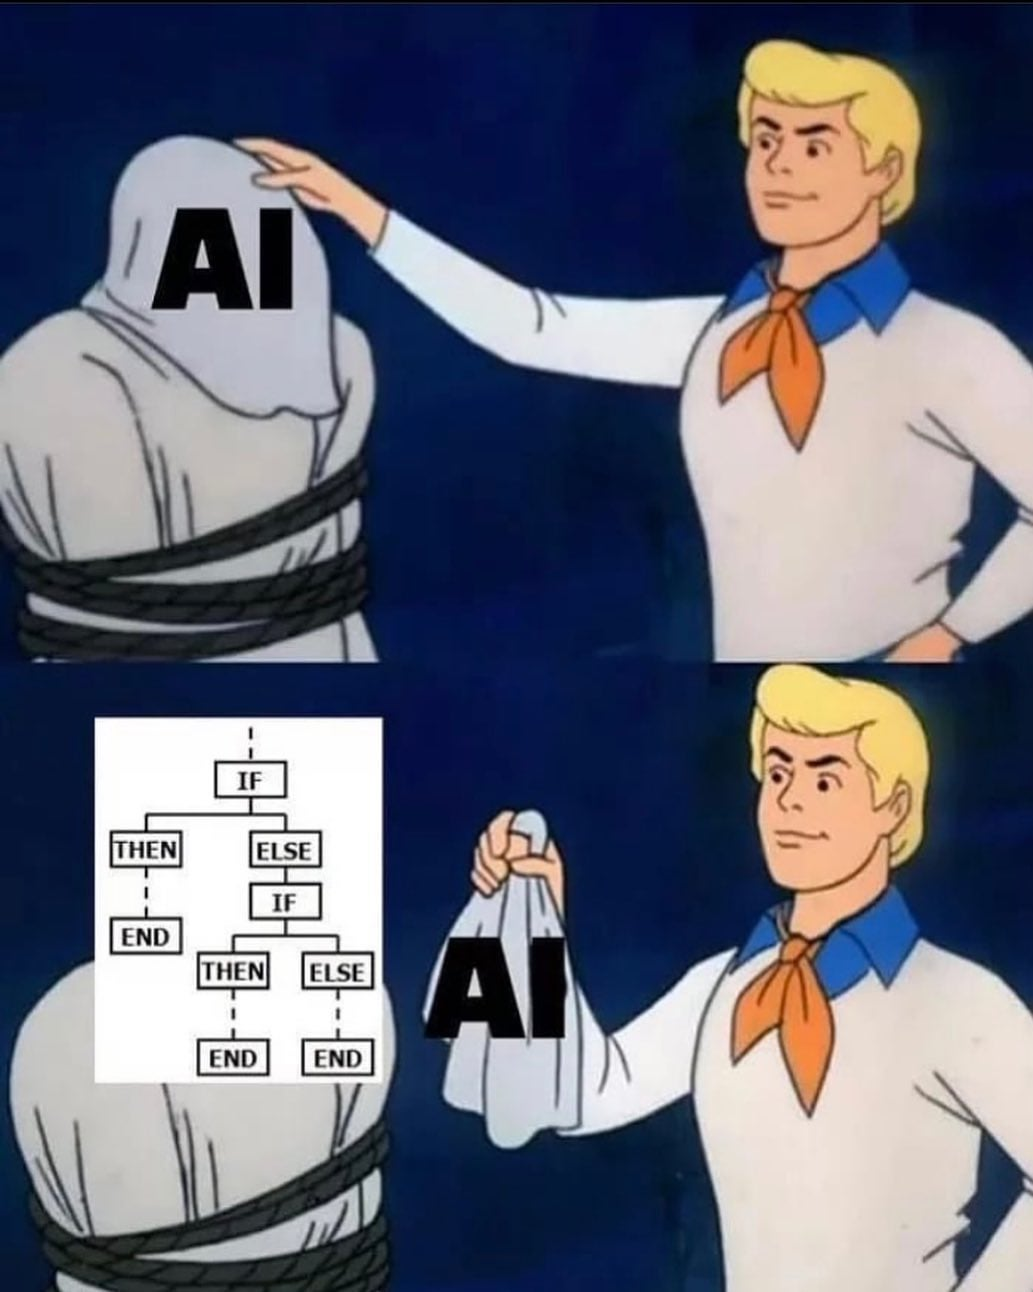 AI
IF
THEN ELSE
IF
END
THEN ELSE
END END
AI